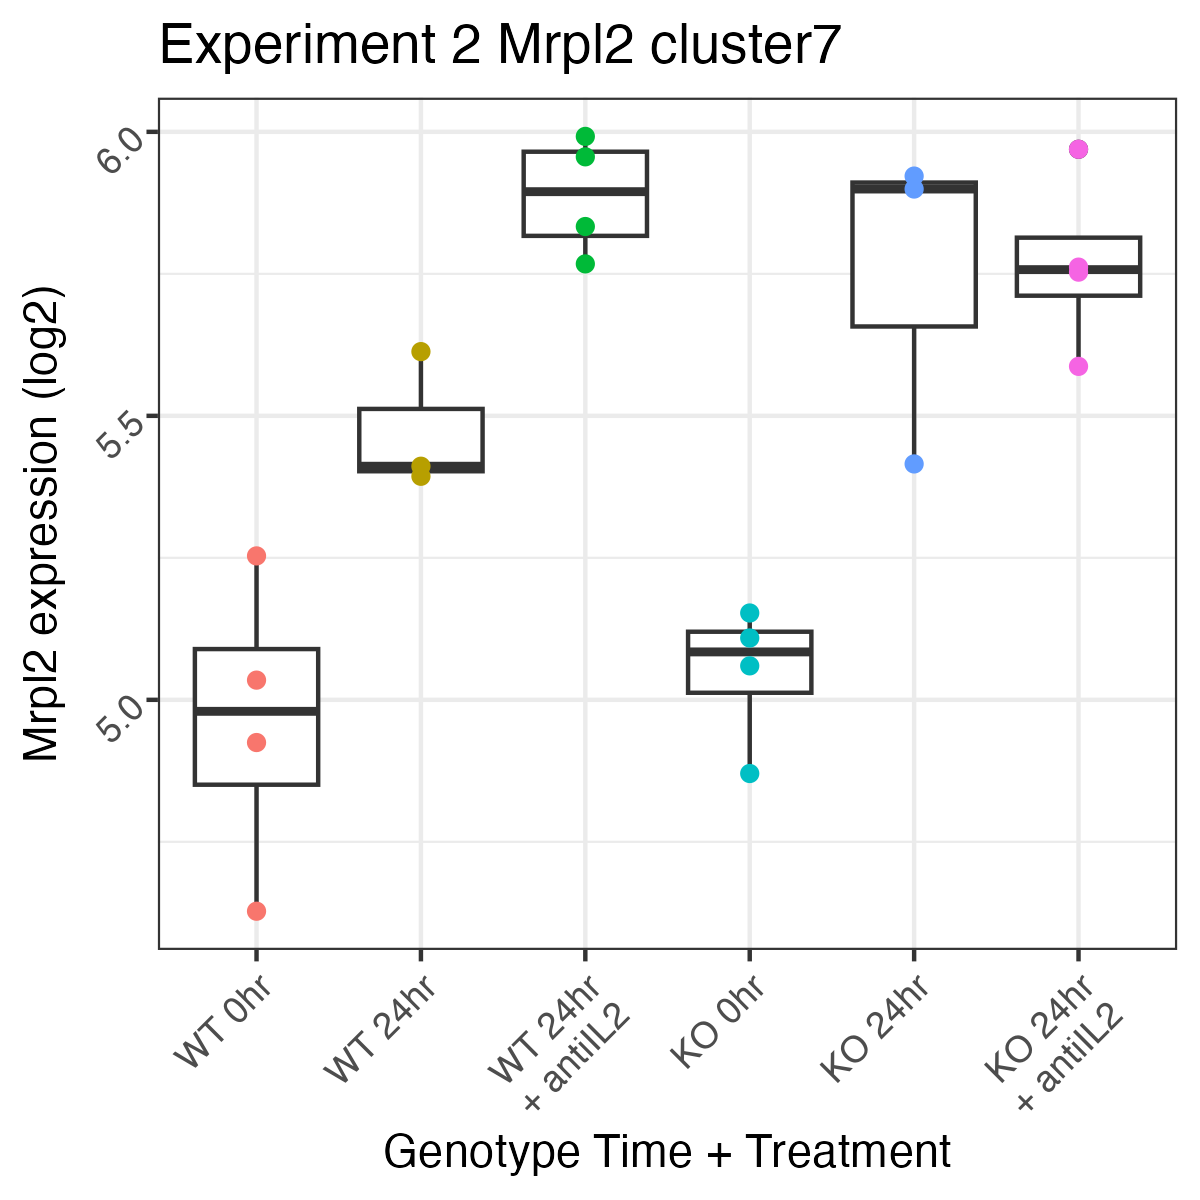 Experiment 2 Mrpl2 cluster7
Mrpl2 expression (log2)
6.0
5.5
5.0
WT 0hr
WT 24hr
WT 24hr
+ antiIL2
KO 0hr
KO 24hr
KO 24hr
+ antiIL2
Genotype Time + Treatment